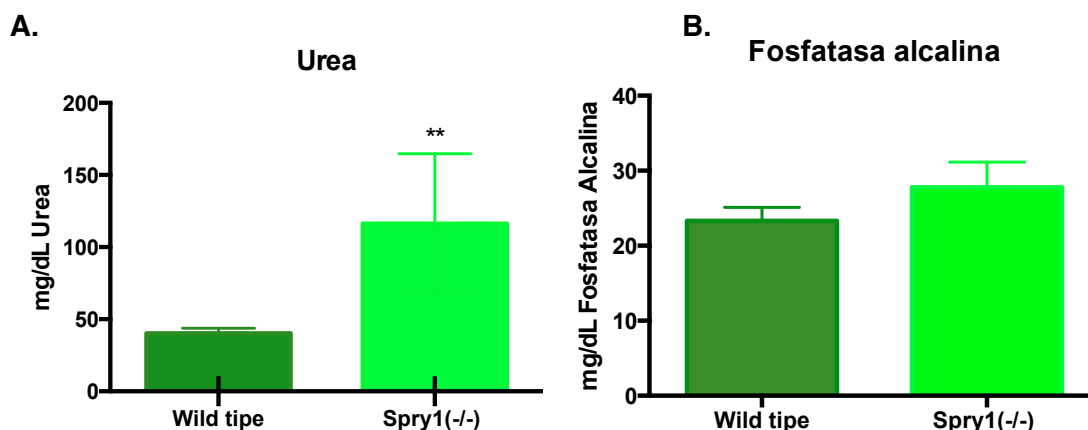 A.
Urea
mg/dL Urea
200
150
100
50
0
**
Wild tipe
Spry1(-/-)
B.
Fosfatasa alcalina
mg/dL Fosfatasa Alcalina
40
30
20
10
0
Wild tipe
Spry1(-/-)